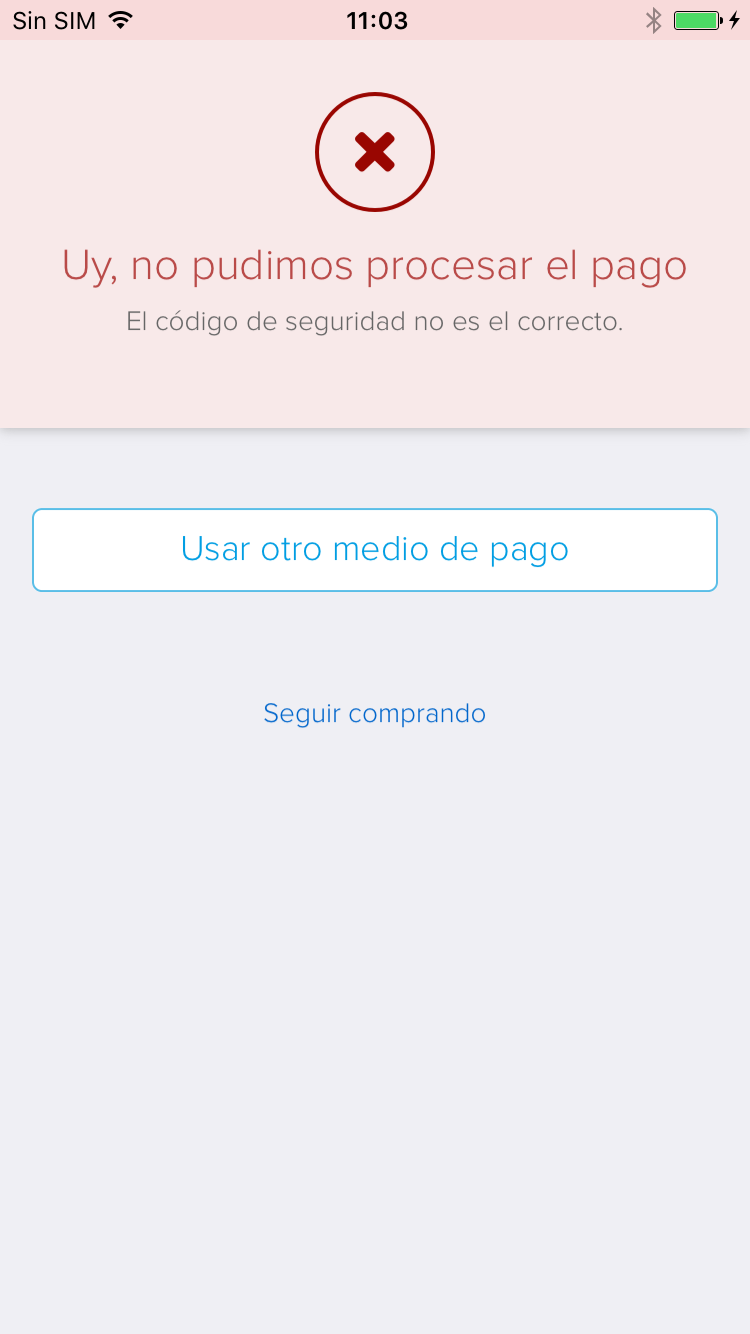 Sin SIM 11:03
Uy, no pudimos procesar el pago
El código de seguridad no es el correcto.
Usar otro medio de pago
Seguir comprando